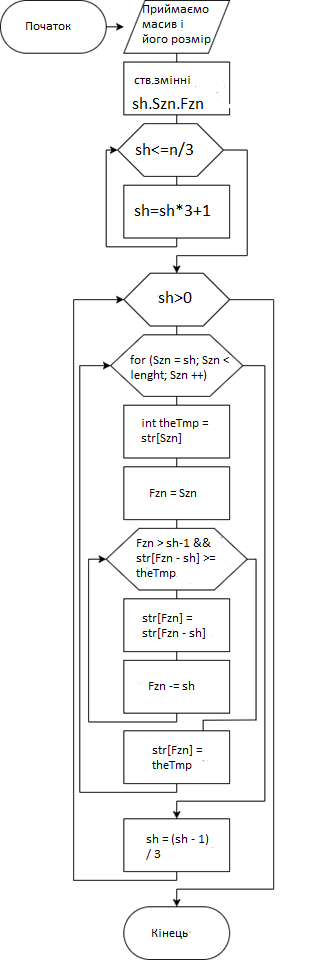 Початок
Приймаємо
масив і
його розмір
ств.змінні
sh.Szn.Fzn
sh<=n/3
sh=sh*3+1
sh>0
for (Szn = sh; Szn <
lenght; Szn ++)
int theTmp =
str[Szn]
Fzn = Szn
Fzn > sh-1 &&
str[Fzn - sh] >=
theTmp
str[Fzn] =
str[Fzn - sh]
Fzn -= sh
str[Fzn] =
theTmp
sh = (sh - 1)
/ 3
Кінець